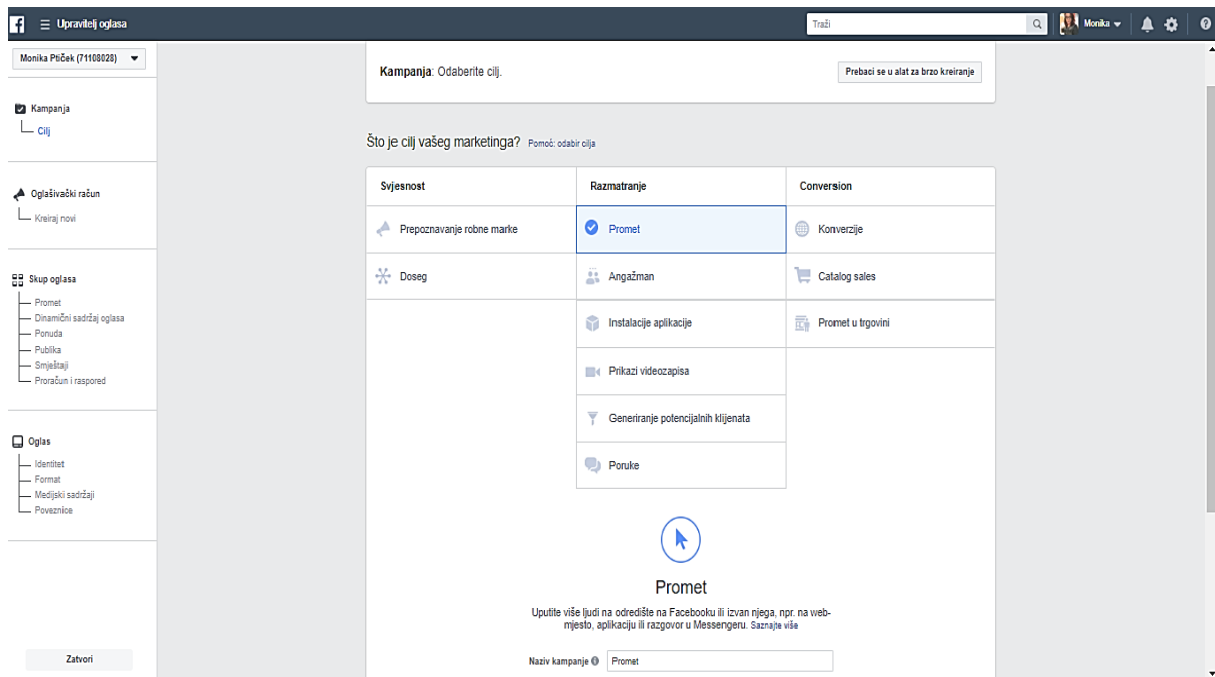 f
Upravitelj oglasa
Traži
Monika
Monika Ptiček (71108028)
Kampanja
Cilj
Oglašivački račun
Kreiraj novi
Skup oglasa
Promet
Dinamični sadržaj oglasa
Ponuda
Publika
Smještaji
Proračun i raspored
Oglas
Identitet
Format
Medijski sadržaji
Poveznice
Zatvori
Kampanja: Odaberite cilj.
Prebaci se u alat za brzo kreiranje
Što je cilj vašeg marketinga? Pomoć: odabir cilja
Svjesnost
Razmatranje
Conversion
Prepoznavanje robne marke
Promet
Konverzije
Doseg
Angažman
Catalog sales
Instalacije aplikacije
Promet u trgovini
Prikazi videozapisa
Generiranje potencijalnih klijenata
Poruke
Promet
Uputite više ljudi na odredište na Facebooku ili izvan njega, npr. na web-
mjesto, aplikaciju ili razgovor u Messengeru. Saznajte više
Naziv kampanje
Promet